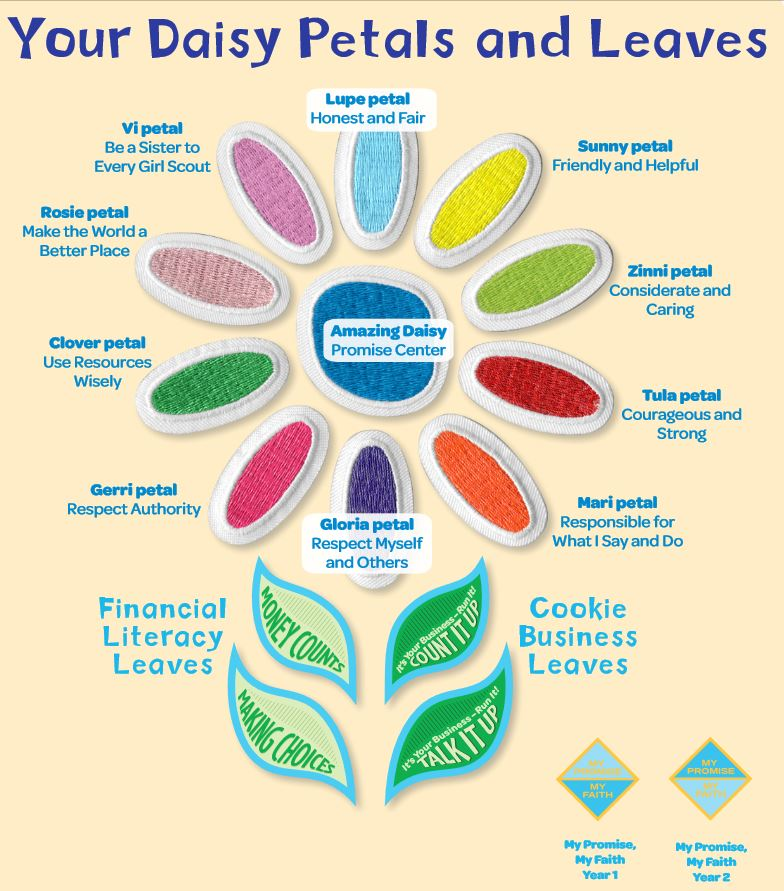 Your Daisy Petals and Leaves
Lupe petal
Honest and Fair
Vi petal
Be a Sister to
Every Girl Scout
Sunny petal
Friendly and Helpful
Rosie petal
Make the World a
Better Place
Zinni petal
Considerate and
Caring
Amazing Daisy
Promise Center
Clover petal
Use Resources
Wisely
Tula petal
Courageous and
Strong
Gerri petal
Respect Authority
Mari petal
Responsible for
What I Say and Do
Gloria petal
Respect Myself
and Others
Financial
Literacy
Leaves
MONEY COUNTS
MAKING CHOICES
It's Your Business – Run It!
COUNT IT UP
It's Your Business – Run It!
TALK IT UP
Cookie
Business
Leaves
MY
PROMISE
MY
FAITH
My Promise,
My Faith
Year 1
MY
PROMISE
MY
FAITH
My Promise,
My Faith
Year 2